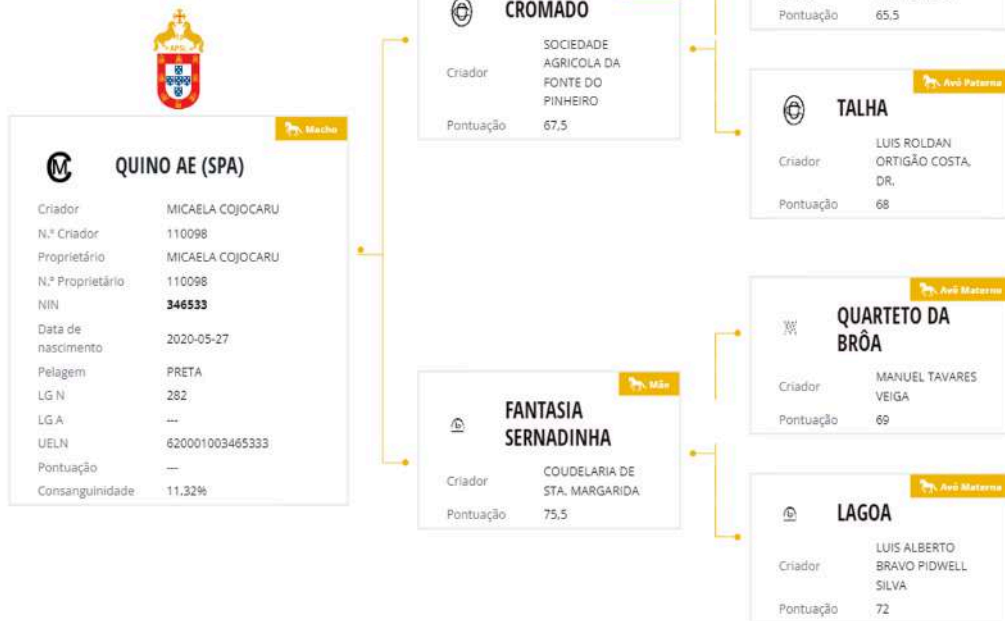 APSL
Macho
QUINO AE (SPA)
Criador MICAELA COJOCARU
N.º Criador 110098
Proprietário MICAELA COJOCARU
N.º Proprietário 110098
NIN 346533
Data de
nascimento 2020-05-27
Pelagem PRETA
LG N 282
LG A ---
UELN 620001003465333
Pontuação ---
Consanguinidade 11.32%
CROMADO
Criador SOCIEDADE
AGRICOLA DA
FONTE DO
PINHEIRO
Pontuação 67,5
Mãe
FANTASIA
SERNADINHA
Criador COUDELARIA DE
STA. MARGARIDA
Pontuação 75,5
Pontuação 65,5
Avó Paterna
TALHA
Criador LUIS ROLDAN
ORTIGÃO COSTA,
DR.
Pontuação 68
Avô Materno
QUARTETO DA
BRÔA
Criador MANUEL TAVARES
VEIGA
Pontuação 69
Avó Materna
LAGOA
Criador LUIS ALBERTO
BRAVO PIDWELL
SILVA
Pontuação 72